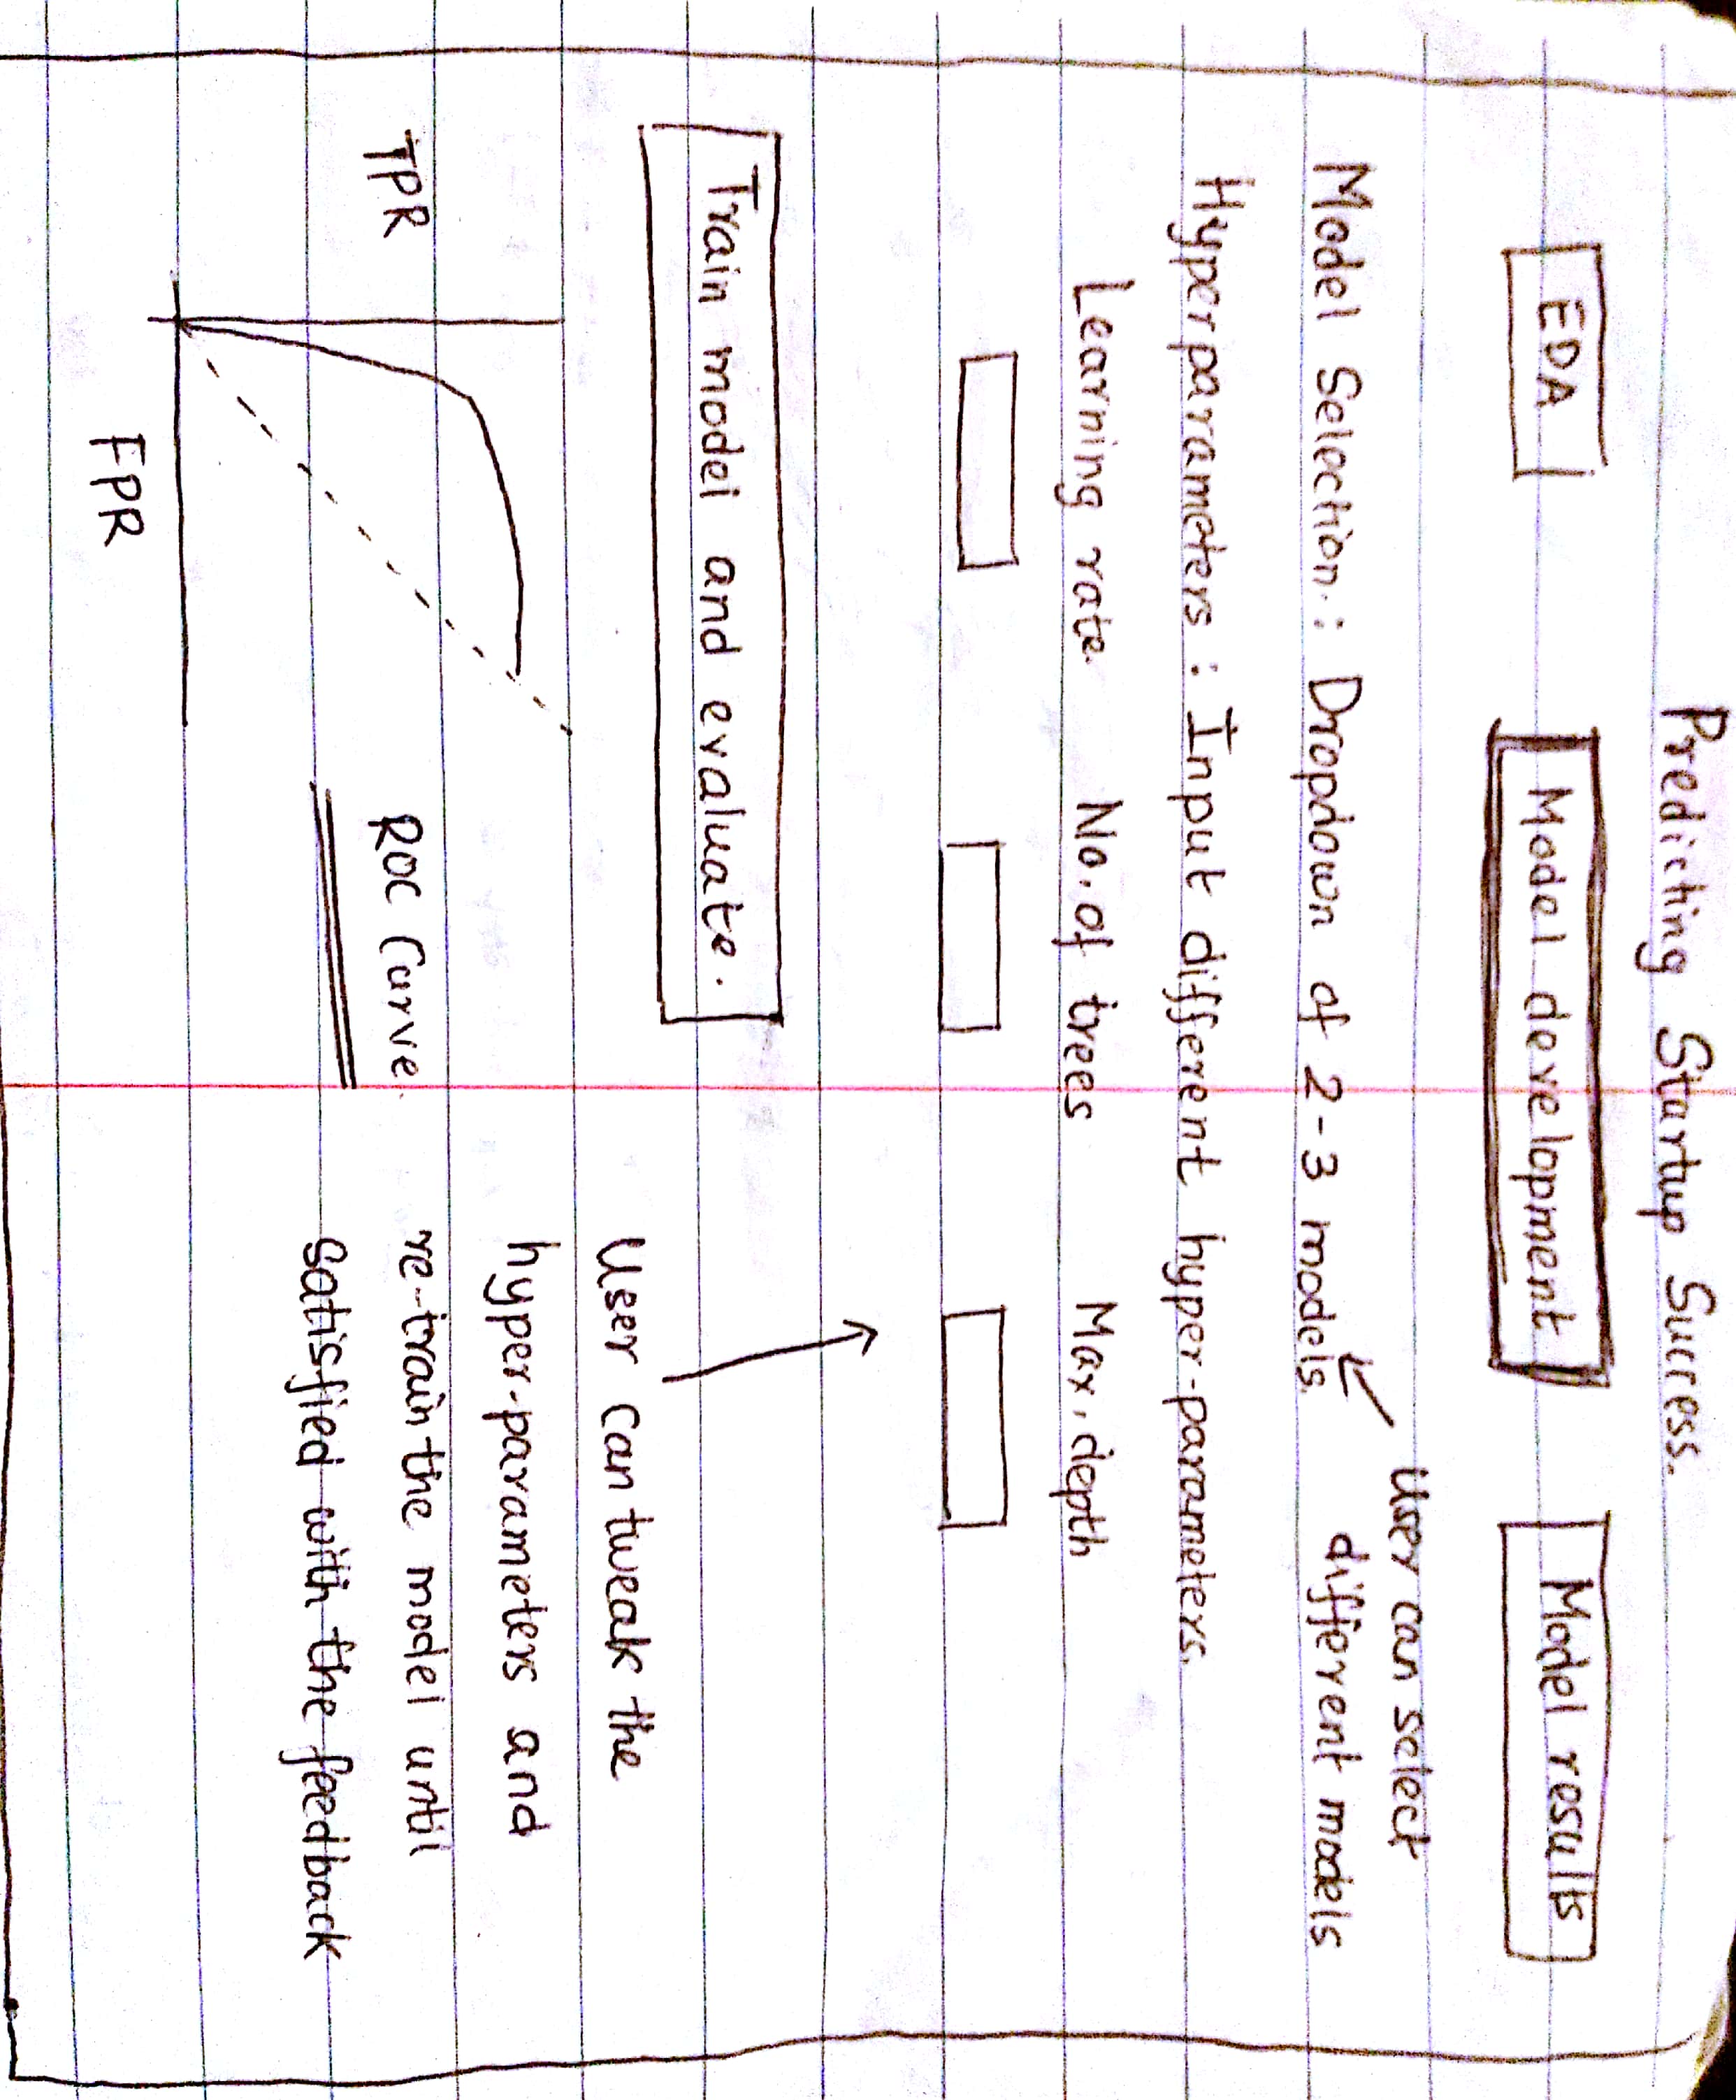 Predicting Startup Success.
EDA
Model development
Model results
User can select
different models
Model Selection : Dropdown of 2-3 models.
Hyperparameters : Input different hyper-parameters.
Learning rate. No. of trees Max. depth
Train model and evaluate.
User can tweak the
hyper-parameters and
re-train the model until
satisfied with the feedback
TPR
ROC Curve.
FPR